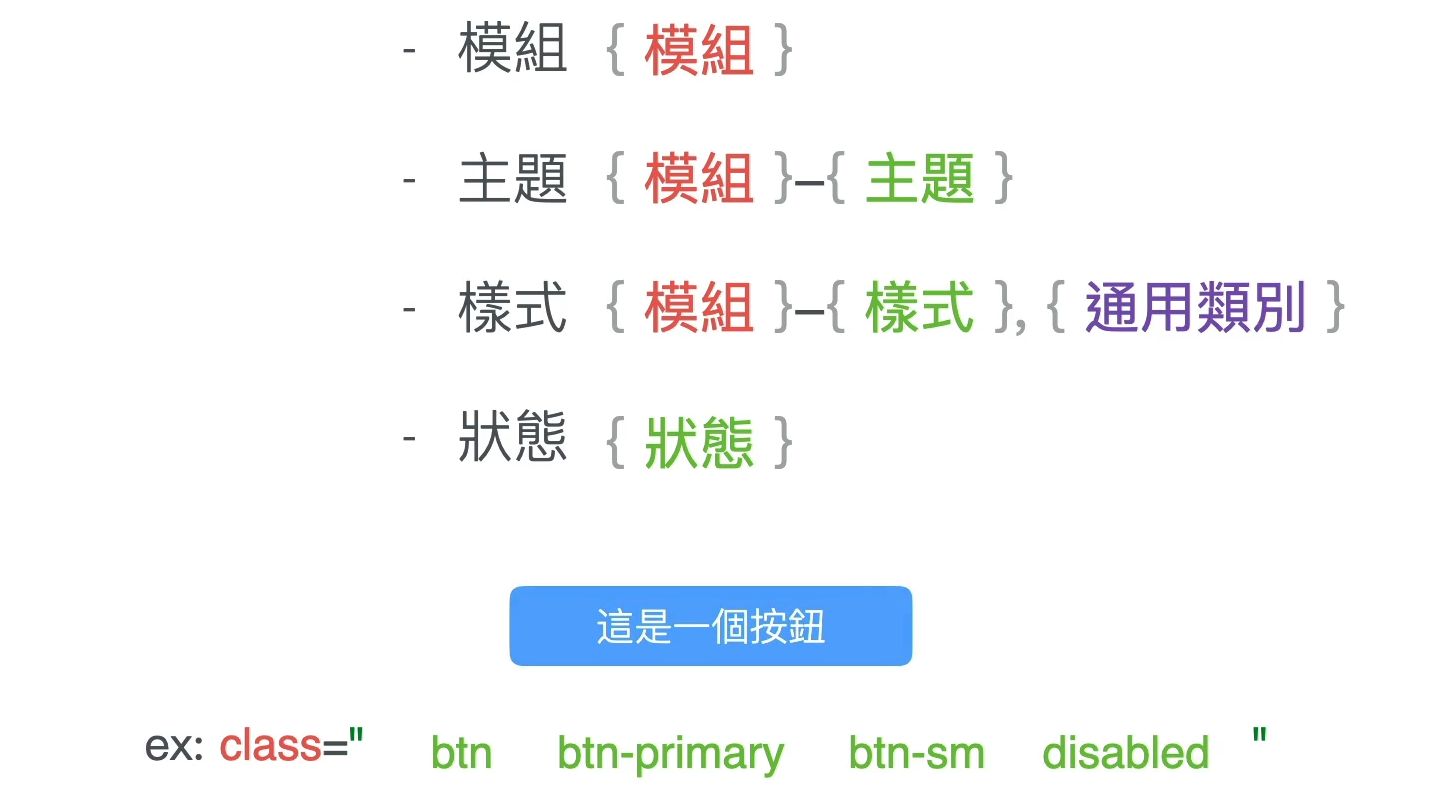 - 模組 { 模組 }
- 主題 { 模組 }–{ 主題 }
- 樣式 { 模組 }–{ 樣式 }, { 通用類別 }
- 狀態 { 狀態 }
這是一個按鈕
ex: class=" btn btn-primary btn-sm disabled "